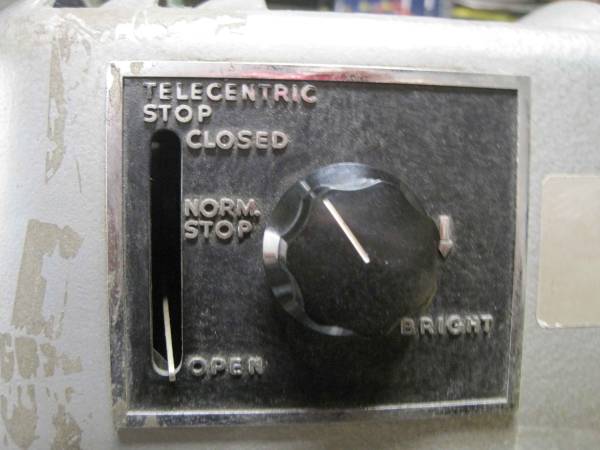 TELECENTRIC
STOP
CLOSED
NORM.
STOP
BRIGHT
OPEN